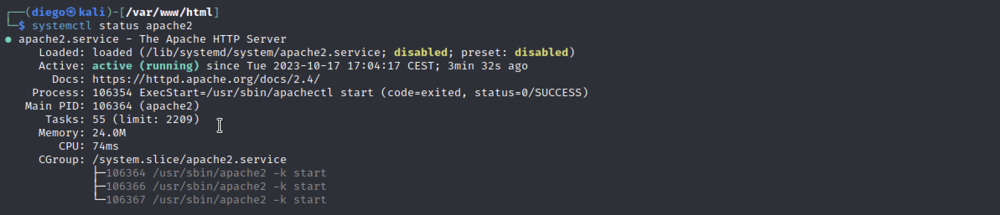 ┌──(diego㉿kali)-[/var/www/html]
└─$ systemctl status apache2
● apache2.service - The Apache HTTP Server
     Loaded: loaded (/lib/systemd/system/apache2.service; disabled; preset: disabled)
     Active: active (running) since Tue 2023-10-17 17:04:17 CEST; 3min 32s ago
       Docs: https://httpd.apache.org/docs/2.4/
    Process: 106354 ExecStart=/usr/sbin/apachectl start (code=exited, status=0/SUCCESS)
   Main PID: 106364 (apache2)
      Tasks: 55 (limit: 2209)
     Memory: 24.0M
        CPU: 74ms
     CGroup: /system.slice/apache2.service
             ├─106364 /usr/sbin/apache2 -k start
             ├─106366 /usr/sbin/apache2 -k start
             └─106367 /usr/sbin/apache2 -k start